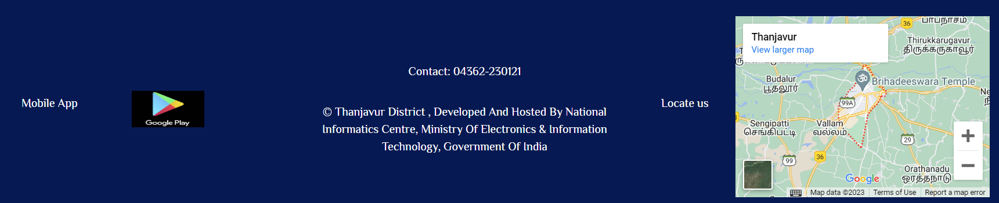 Mobile App
Google Play
Contact: 04362-230121
© Thanjavur District , Developed And Hosted By National
Informatics Centre, Ministry Of Electronics & Information
Technology, Government Of India
Locate us
Thanjavur
View larger map
36
பாபநாசம்
Thirukkarugavur
திருக்கருகாவூர்
Budalur
பூதலூர்
Brihadeeswara Temple
99A
Sengipatti
செங்கிபட்டி
Vallam
வல்லம்
29
99
36
Orathanadu
ஒரத்தநாடு
Google
Map data ©2023
Terms of Use
Report a map error